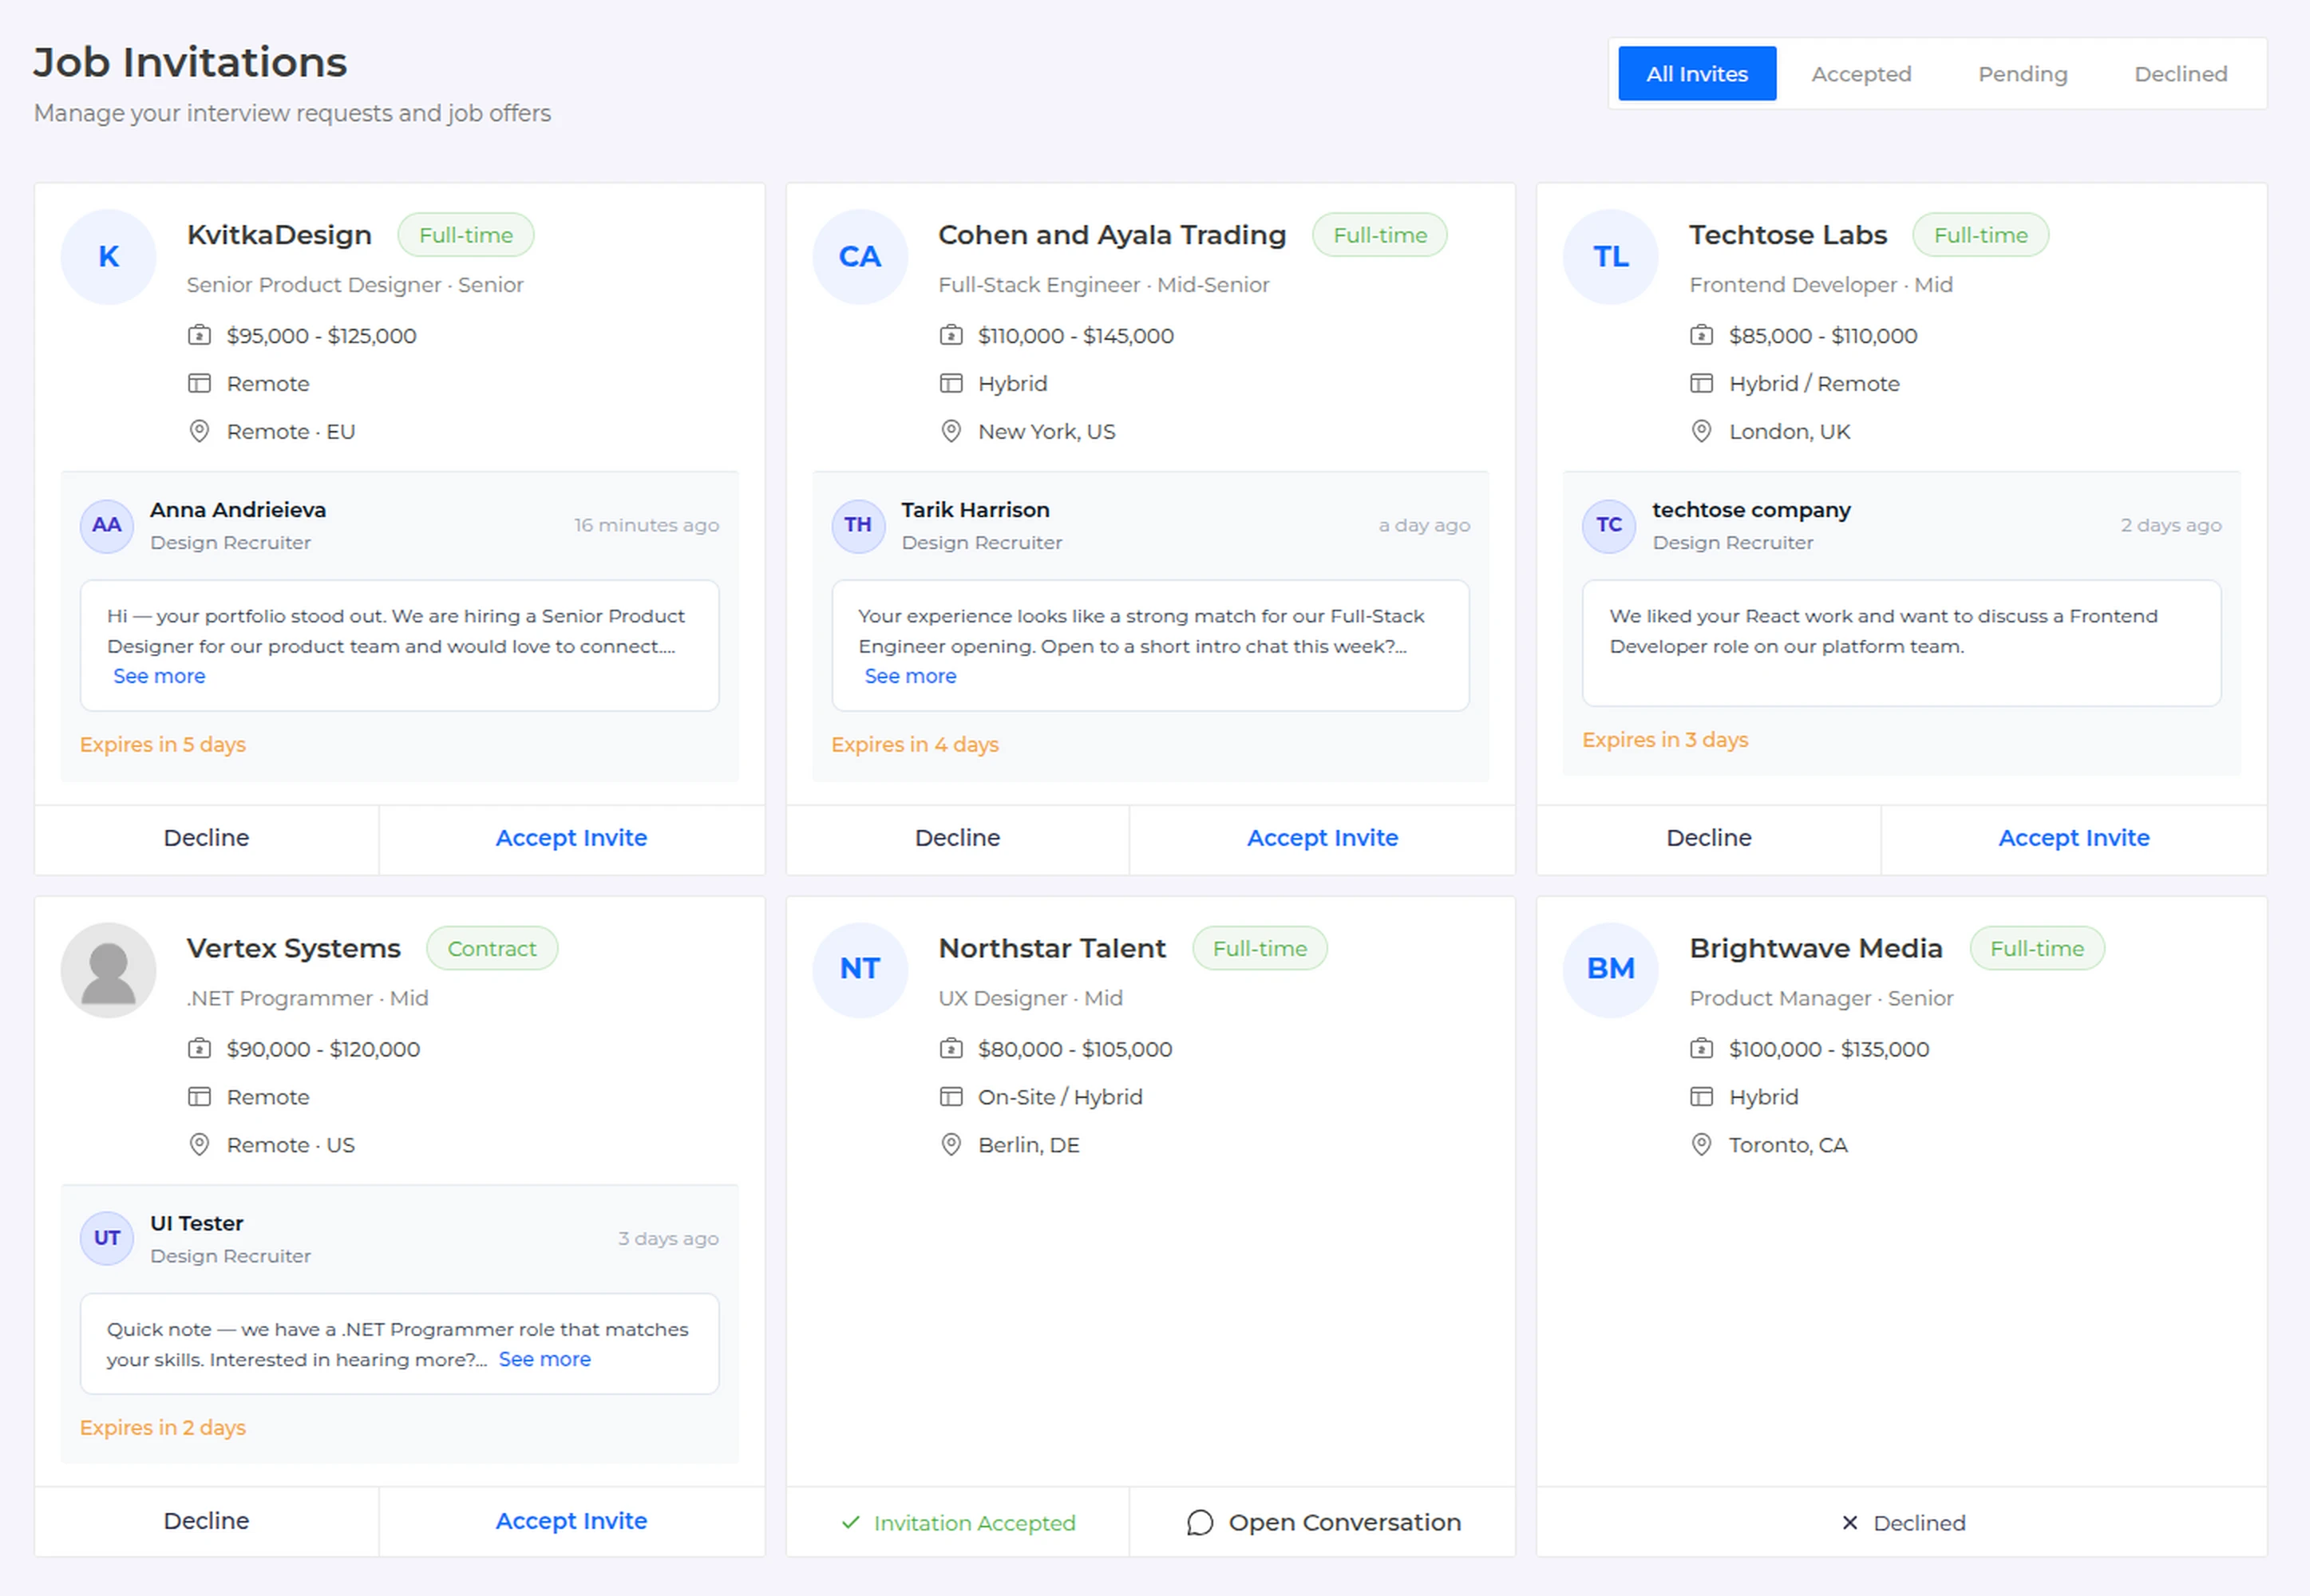 Job Invitations
Manage your interview requests and job offers
All Invites
Accepted
Pending
Declined
K
KvitkaDesign
Full-time
Senior Product Designer · Senior
$95,000 - $125,000
Remote
Remote · EU
AA
Anna Andrieieva
Design Recruiter
16 minutes ago
Hi — your portfolio stood out. We are hiring a Senior Product
Designer for our product team and would love to connect....
See more
Expires in 5 days
Decline
Accept Invite
CA
Cohen and Ayala Trading
Full-time
Full-Stack Engineer · Mid-Senior
$110,000 - $145,000
Hybrid
New York, US
TH
Tarik Harrison
Design Recruiter
a day ago
Your experience looks like a strong match for our Full-Stack
Engineer opening. Open to a short intro chat this week?...
See more
Expires in 4 days
Decline
Accept Invite
TL
Techtose Labs
Full-time
Frontend Developer · Mid
$85,000 - $110,000
Hybrid / Remote
London, UK
TC
techtose company
Design Recruiter
2 days ago
We liked your React work and want to discuss a Frontend
Developer role on our platform team.
Expires in 3 days
Decline
Accept Invite
Vertex Systems
Contract
.NET Programmer · Mid
$90,000 - $120,000
Remote
Remote · US
UT
UI Tester
Design Recruiter
3 days ago
Quick note — we have a .NET Programmer role that matches
your skills. Interested in hearing more?... See more
Expires in 2 days
Decline
Accept Invite
NT
Northstar Talent
Full-time
UX Designer · Mid
$80,000 - $105,000
On-Site / Hybrid
Berlin, DE
Invitation Accepted
Open Conversation
BM
Brightwave Media
Full-time
Product Manager · Senior
$100,000 - $135,000
Hybrid
Toronto, CA
Declined